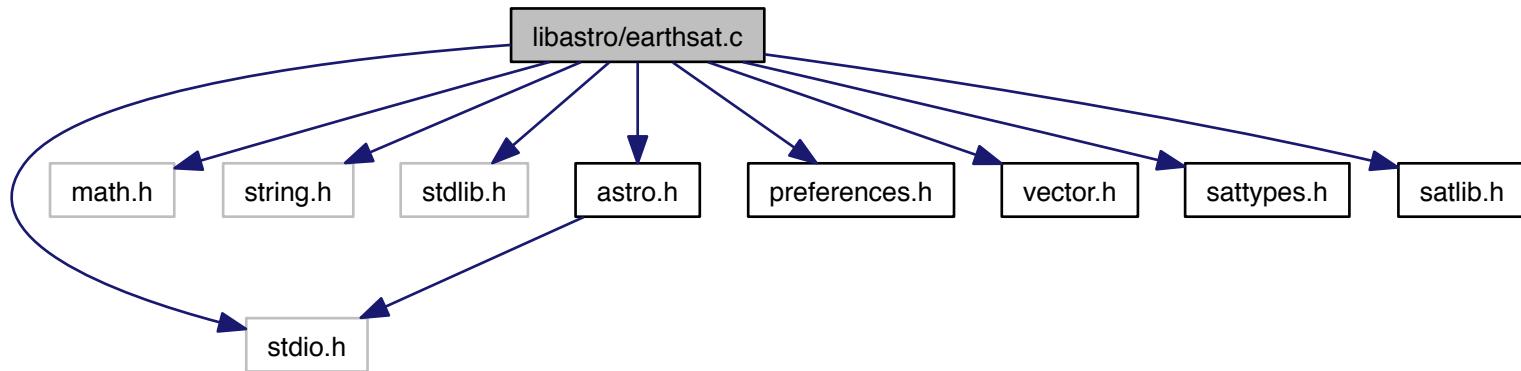 libastro/earthsat.c
math.h
string.h
stdlib.h
astro.h
preferences.h
vector.h
sattypes.h
satlib.h
stdio.h